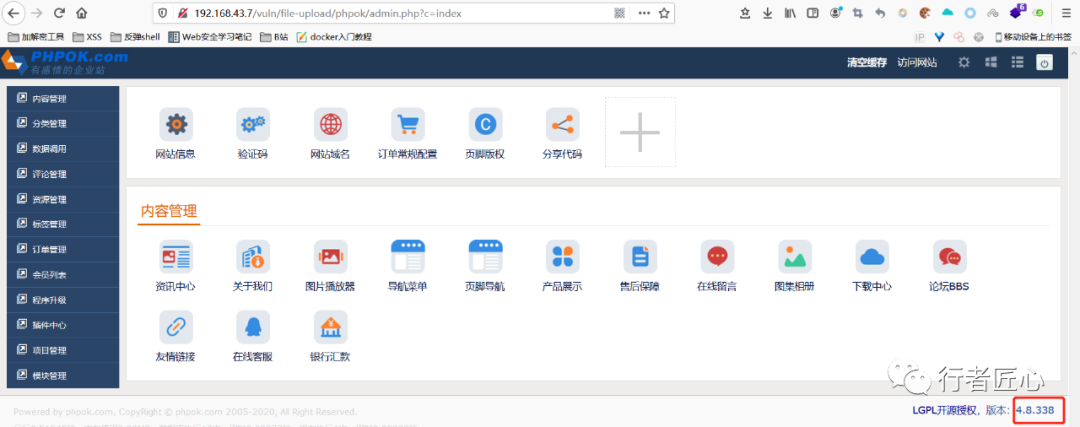 192.168.43.7/vuln/file-upload/phpok/admin.php?c=index
加解密工具 XSS 反弹shell Web安全学习笔记 B站 docker入门教程 IP 移动设备上的书签
PHPOK.com
有感情的企业站
清空缓存 访问网站
内容管理
分类管理
数据调用
评论管理
资源管理
标签管理
订单管理
会员列表
程序升级
插件中心
项目管理
模块管理
网站信息 验证码 网站域名 订单常规配置 页脚版权 分享代码
内容管理
资讯中心 关于我们 图片播放器 导航菜单 页脚导航 产品展示 售后保障 在线留言 图集相册 下载中心 论坛BBS
友情链接 在线客服 银行汇款
行者匠心
Powered by phpok.com, CopyRight © phpok.com 2005-2020, All Right Reserved.
LGPL开源授权，版本：4.8.338